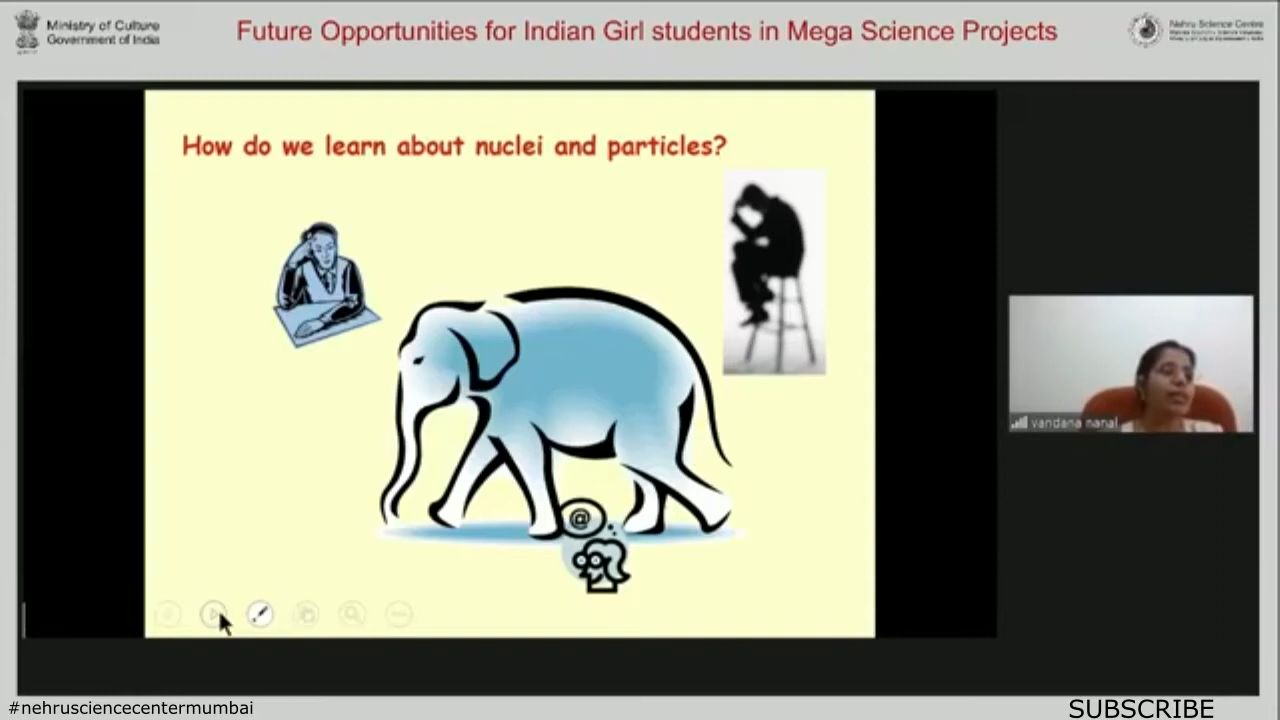 Ministry of Culture
Government of India
Future Opportunities for Indian Girl students in Mega Science Projects
Nehru Science Centre
How do we learn about nuclei and particles?
@
vandana nanal
#nehrusciencecentermumbai
SUBSCRIBE